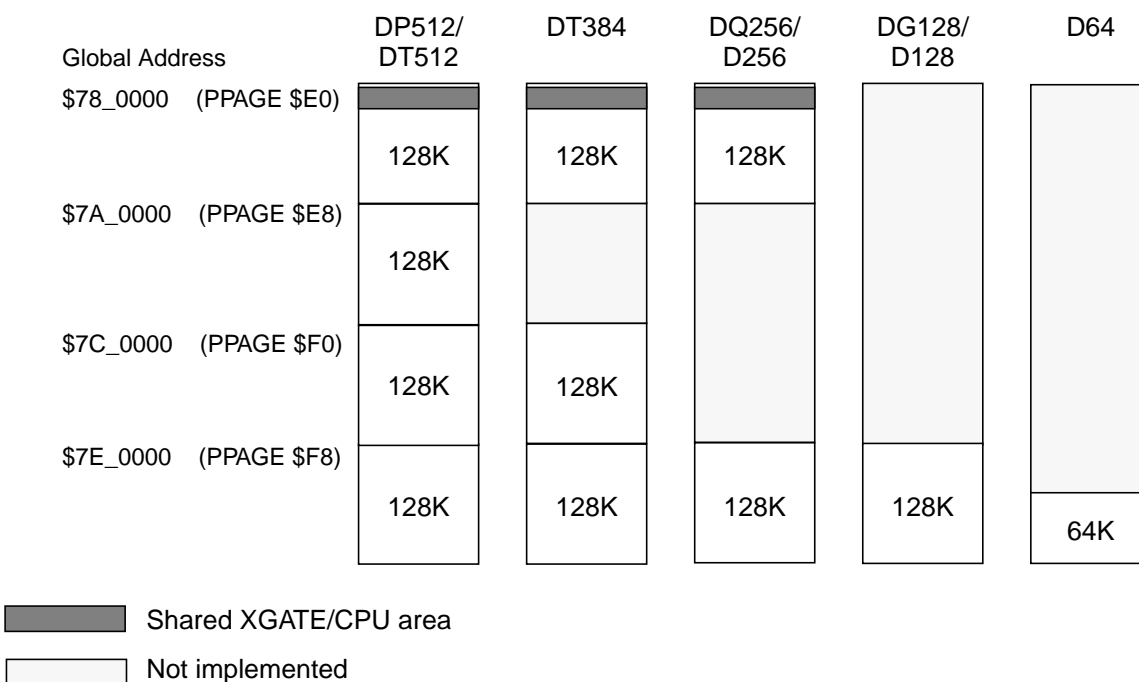 DP512/ DT384 DQ256/ DG128/ D64
Global Address DT512 D256 D128
$78_0000 (PPAGE $E0)
128K 128K 128K
$7A_0000 (PPAGE $E8)
128K
$7C_0000 (PPAGE $F0)
128K 128K
$7E_0000 (PPAGE $F8)
128K 128K 128K 128K
64K
Shared XGATE/CPU area
Not implemented